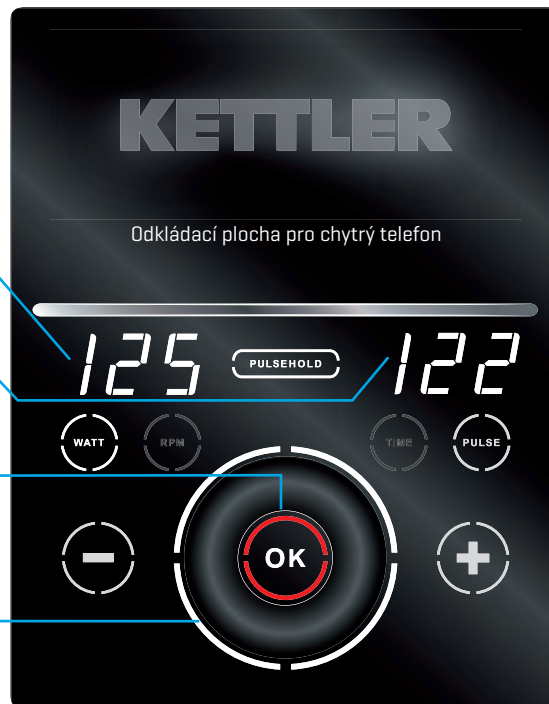 KETTLER
Odkládací plocha pro chytrý telefon
125 PULSEHOLD 122
WATT RPM TIME PULSE
- OK +